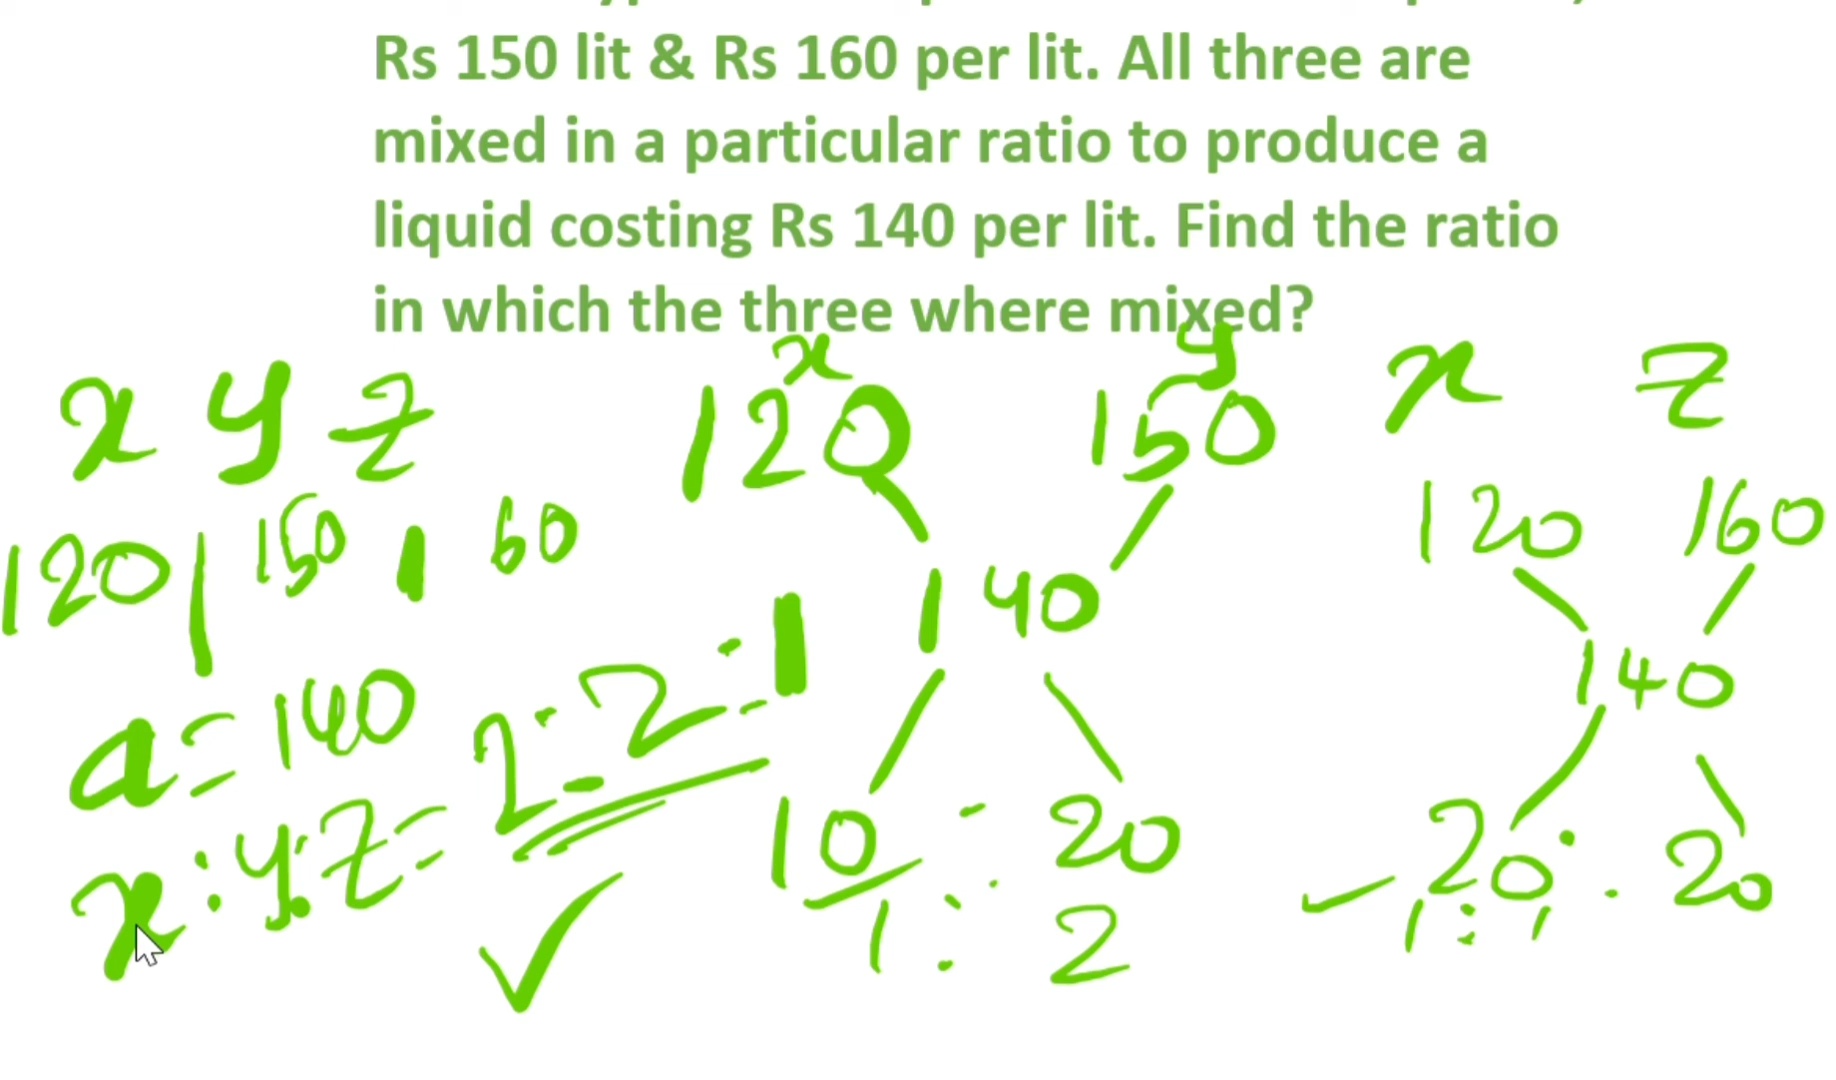 Rs 150 lit & Rs 160 per lit. All three are
mixed in a particular ratio to produce a
liquid costing Rs 140 per lit. Find the ratio
in which the three where mixed?
x y z
120 | 150 | 60
a = 140
x : y : z = 2 : 2 : 1
x y
120 150
140
10 : 20
1 : 2
x z
120 160
140
20 : 20
1 : 1